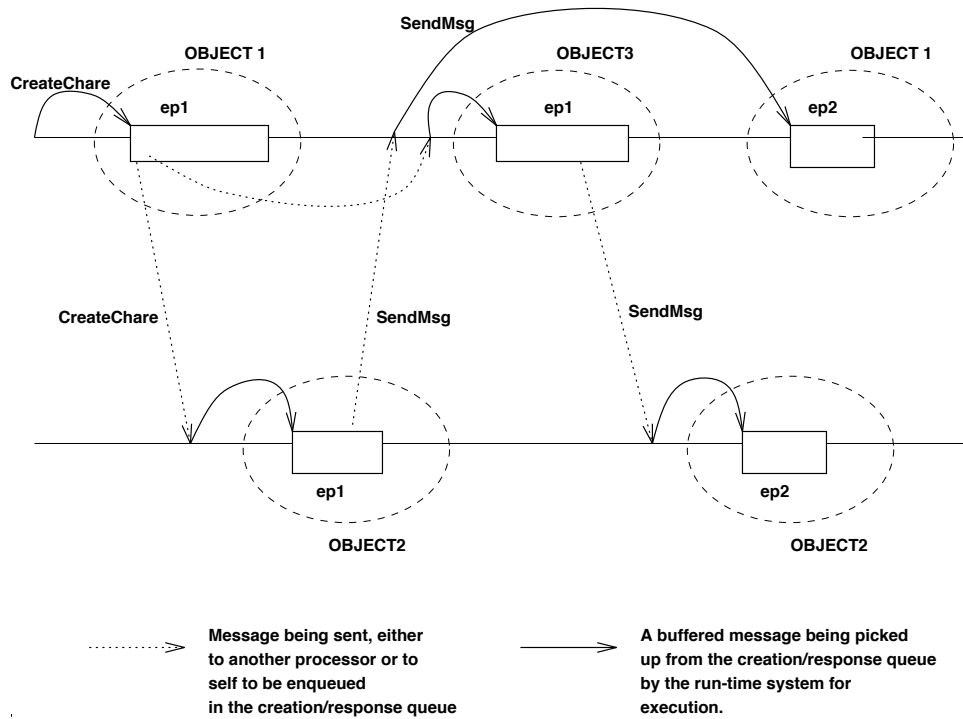 SendMsg
OBJECT 1
OBJECT3
OBJECT 1
CreateChare
ep1
ep1
ep2
CreateChare
SendMsg
SendMsg
ep1
ep2
OBJECT2
OBJECT2
Message being sent, either
to another processor or to
self to be enqueued
in the creation/response queue
A buffered message being picked
up from the creation/response queue
by the run-time system for
execution.